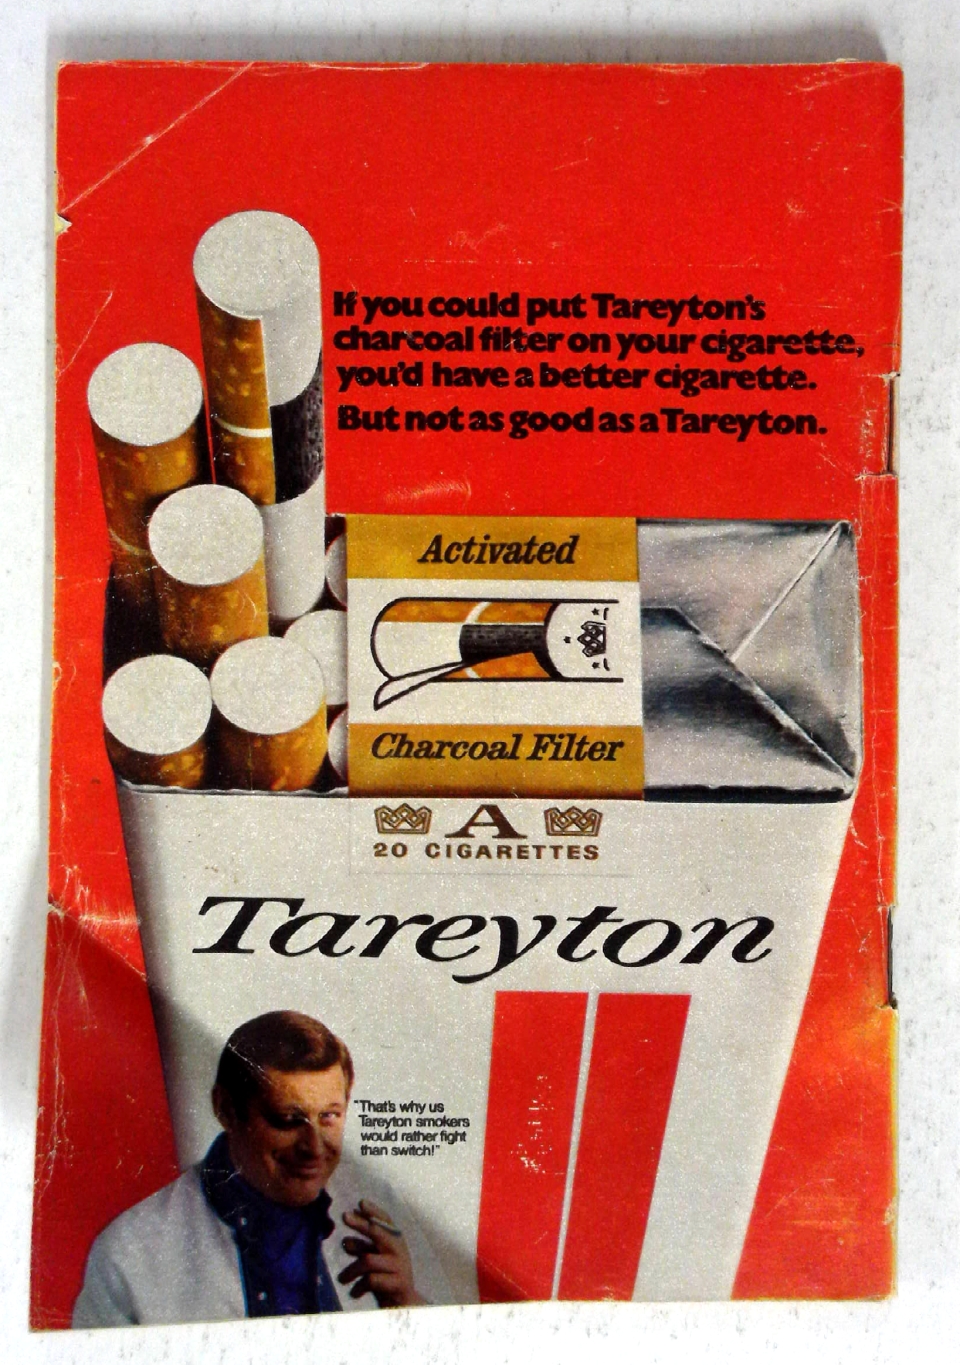 If you could put Tareyton's
charcoal filter on your cigarette,
you'd have a better cigarette.
But not as good as a Tareyton.
Activated
Charcoal Filter
A
20 CIGARETTES
Tareyton
"That's why us
Tareyton smokers
would rather fight
than switch!"